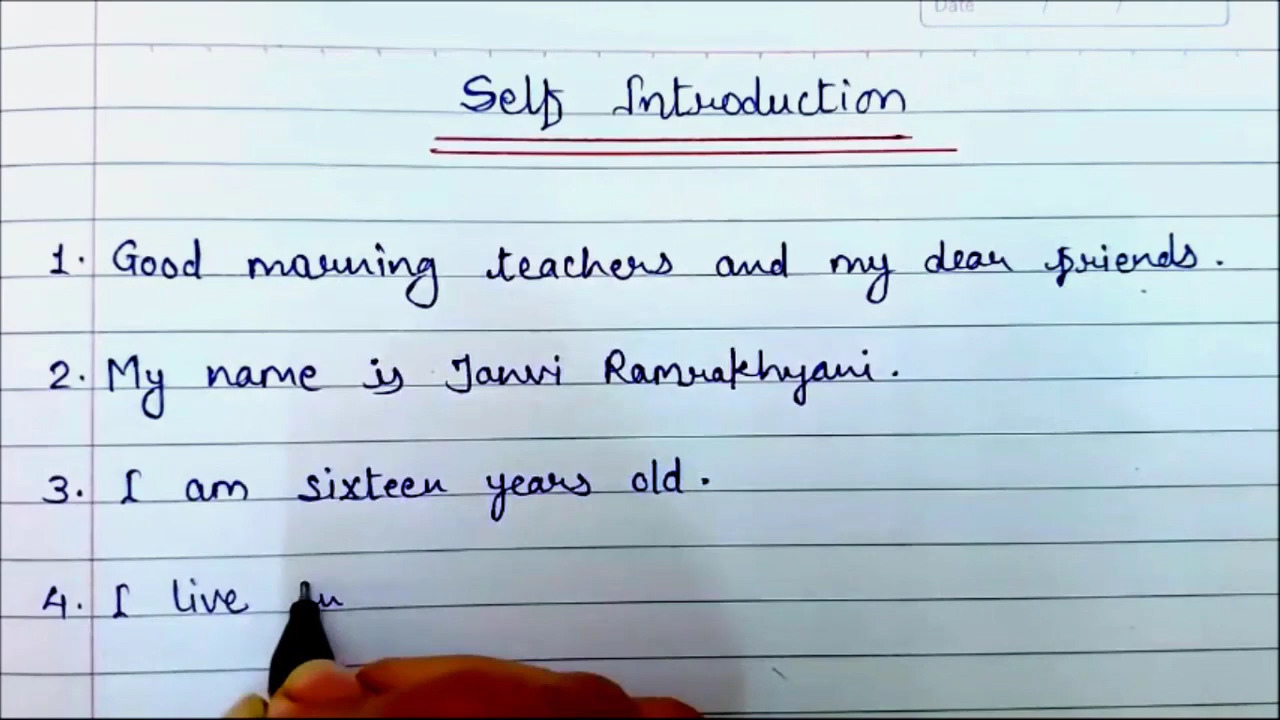 Date / /
Self Introduction
1. Good morning teachers and my dear friends.
2. My name is Janvi Ramrakhyani.
3. I am sixteen years old.
4. I live